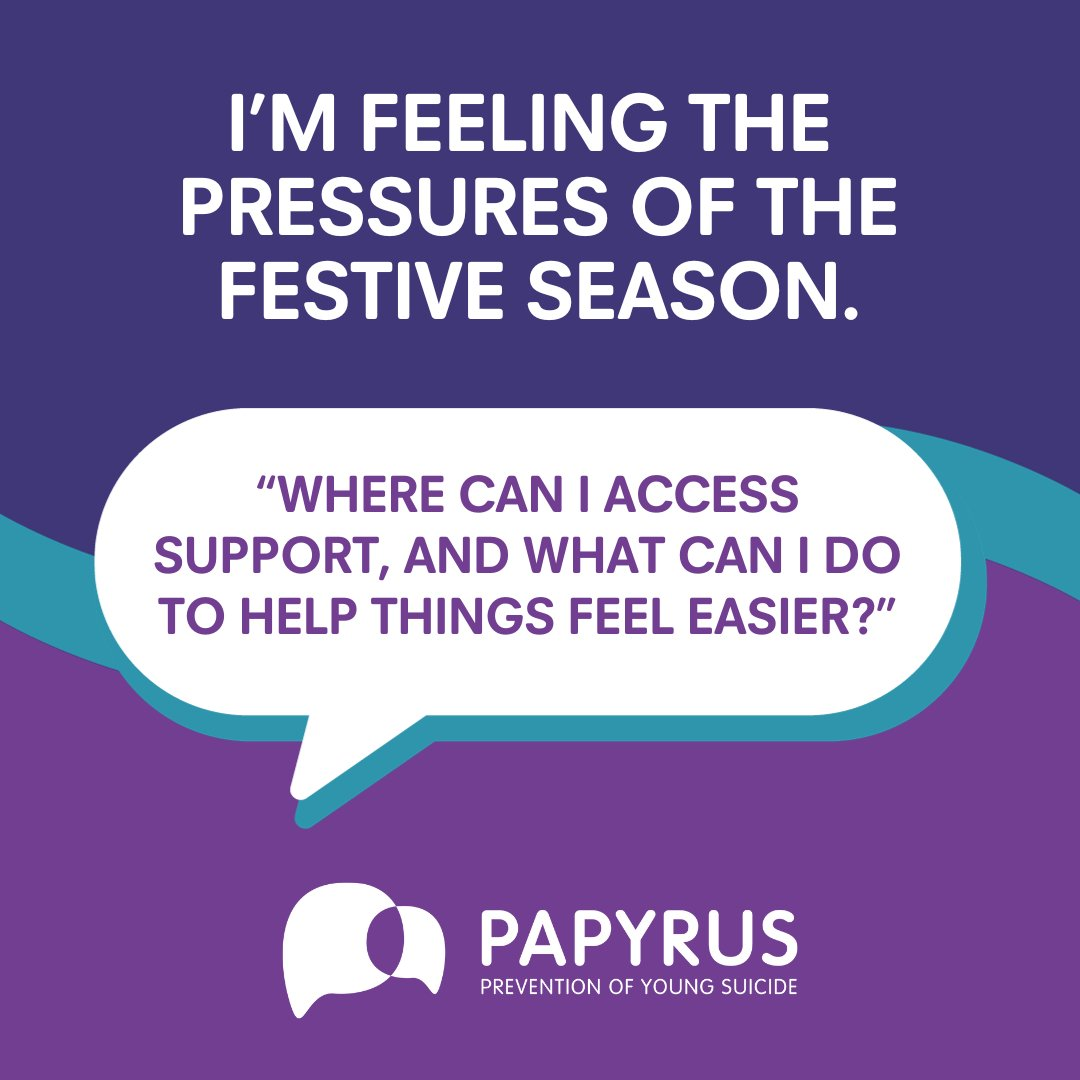 I’M FEELING THE
PRESSURES OF THE
FESTIVE SEASON.
“WHERE CAN I ACCESS
SUPPORT, AND WHAT CAN I DO
TO HELP THINGS FEEL EASIER?”
PAPYRUS
PREVENTION OF YOUNG SUICIDE